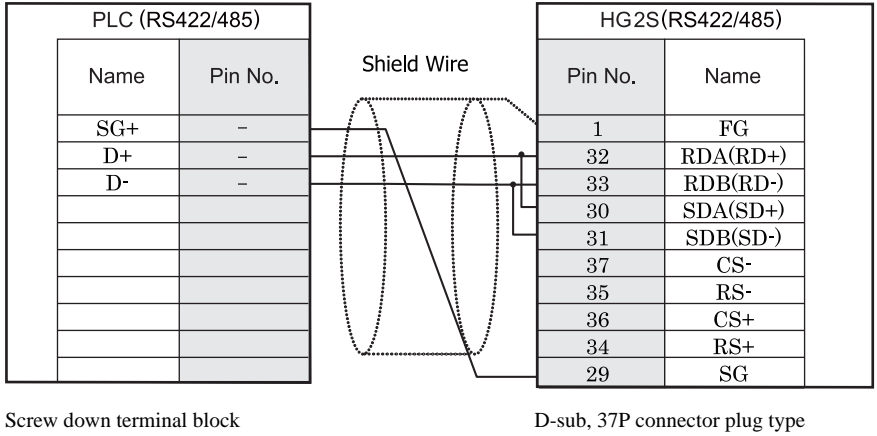 PLC (RS422/485)
HG2S(RS422/485)
Name Pin No.
Shield Wire
Pin No. Name
SG+ –
1 FG
D+ –
32 RDA(RD+)
D- –
33 RDB(RD-)
30 SDA(SD+)
31 SDB(SD-)
37 CS-
35 RS-
36 CS+
34 RS+
29 SG
Screw down terminal block
D-sub, 37P connector plug type